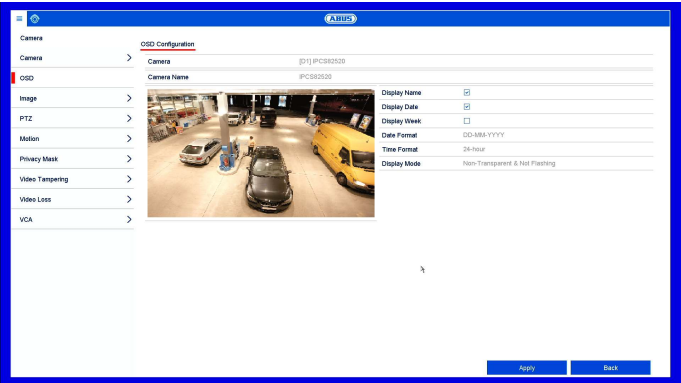 ABUS
Camera
OSD Configuration
Camera
Camera [D1] IPCS82520
OSD
Camera Name IPCS82520
Image
Display Name
Display Date
PTZ
Display Week
Motion
Date Format DD-MM-YYYY
Time Format 24-hour
Privacy Mask
Display Mode Non-Transparent & Not Flashing
Video Tampering
Video Loss
VCA
Apply Back